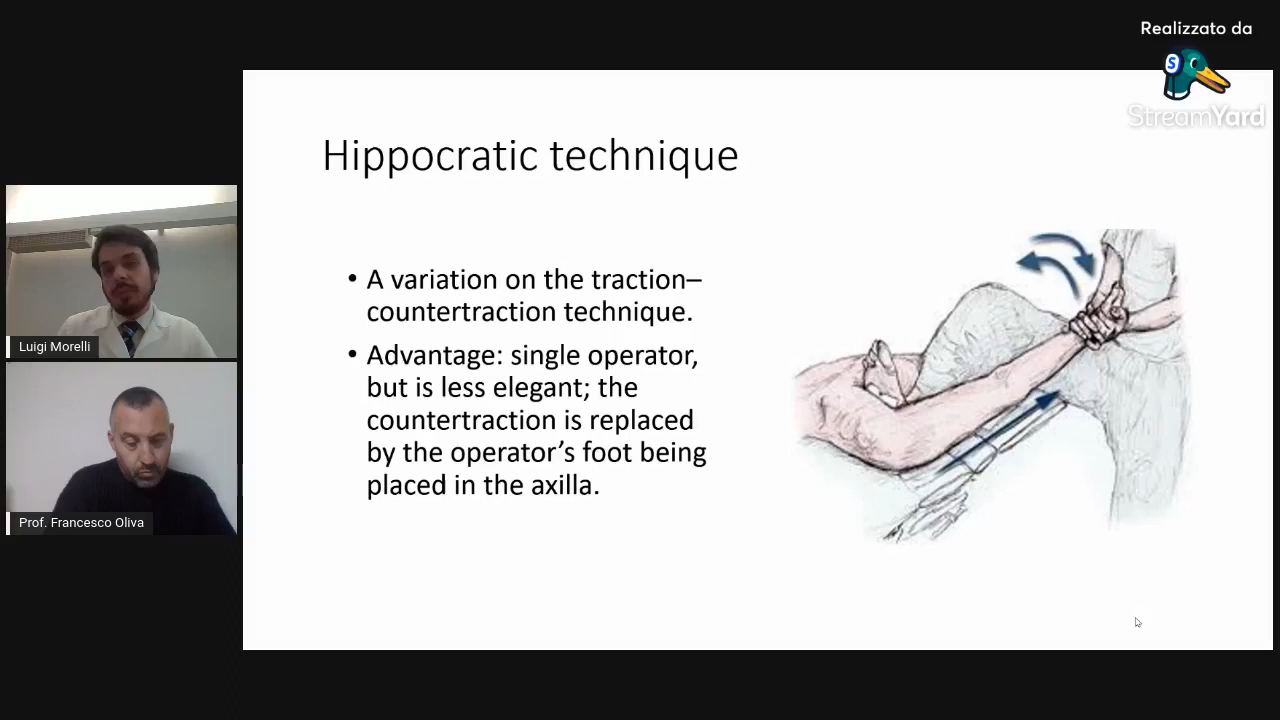 Realizzato da
S
StreamYard
Hippocratic technique
• A variation on the traction–
countertraction technique.
• Advantage: single operator,
but is less elegant; the
countertraction is replaced
by the operator’s foot being
placed in the axilla.
Luigi Morelli
Prof. Francesco Oliva